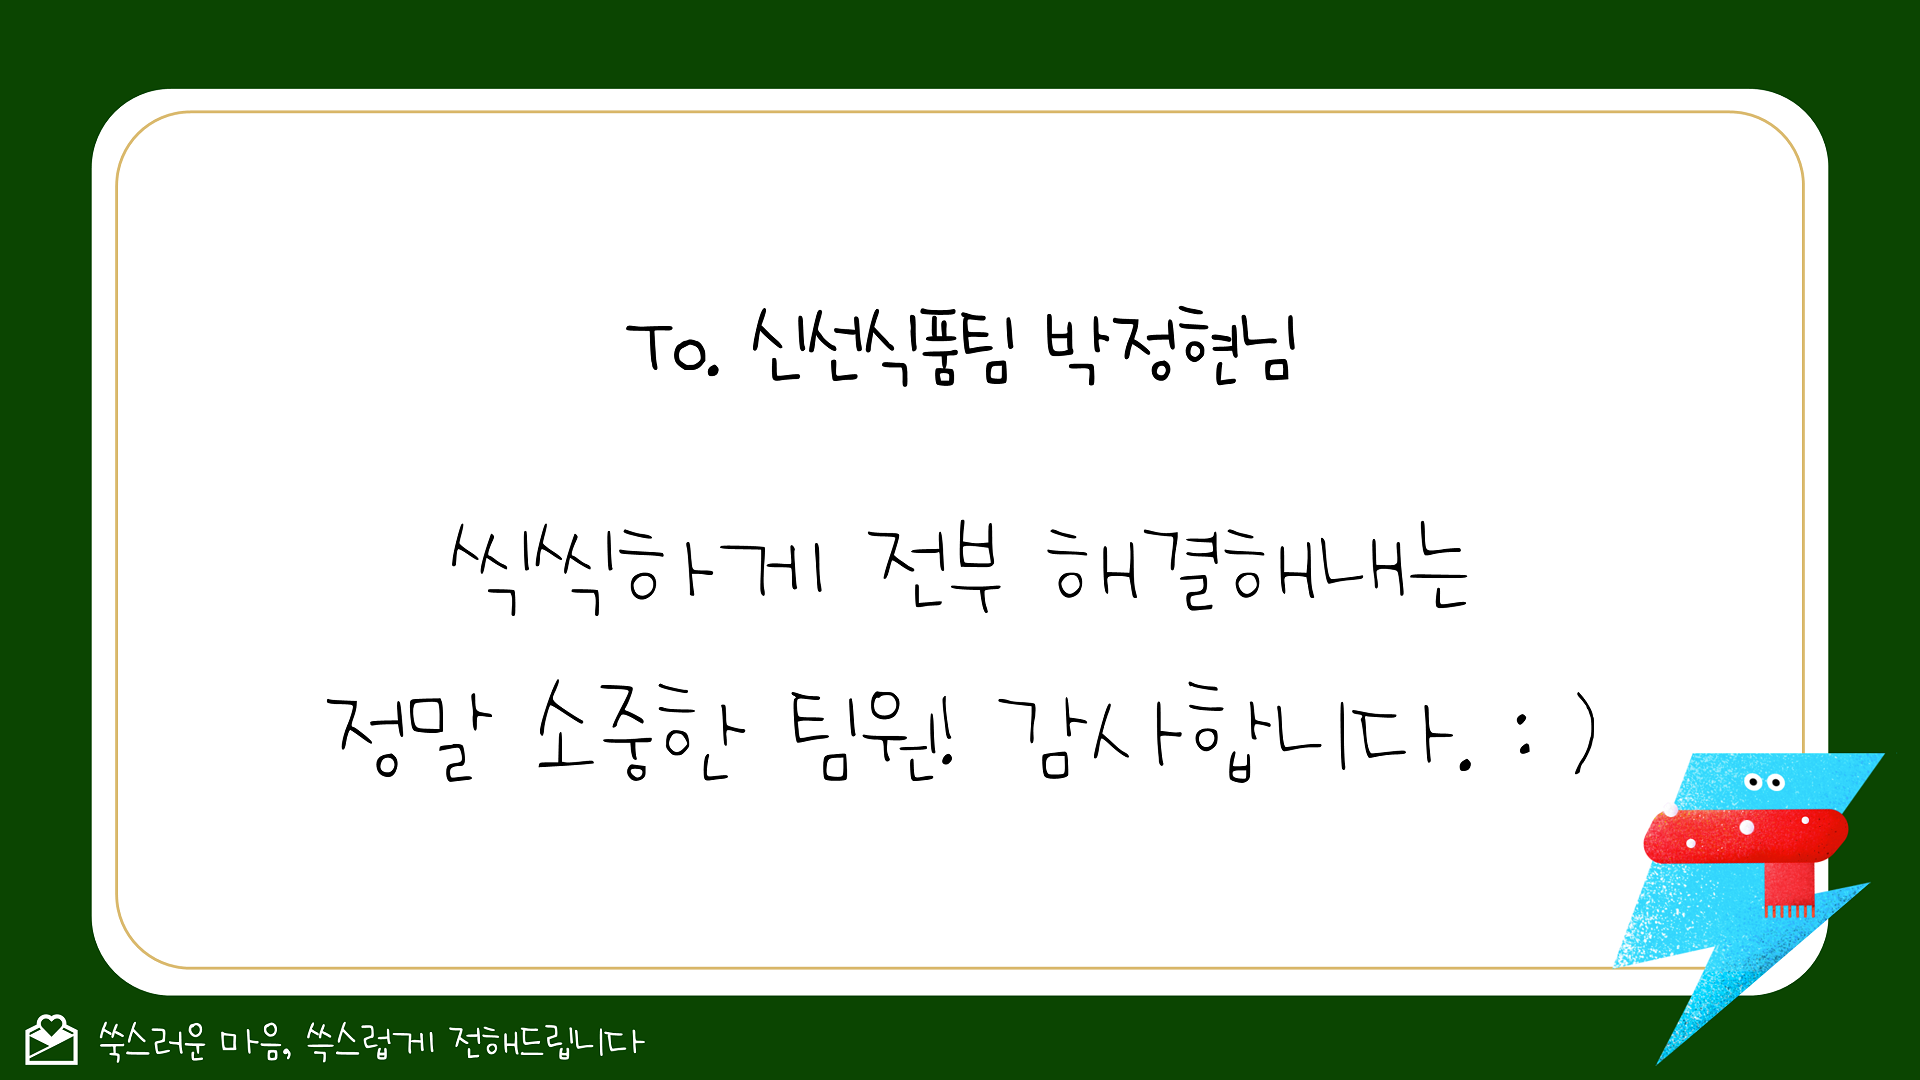 To. 신선식품팀 박정현님
씩씩하게 전부 해결해내는
정말 소중한 팀원! 감사합니다. : )
쑥스러운 마음, 쓱스럽게 전해드립니다